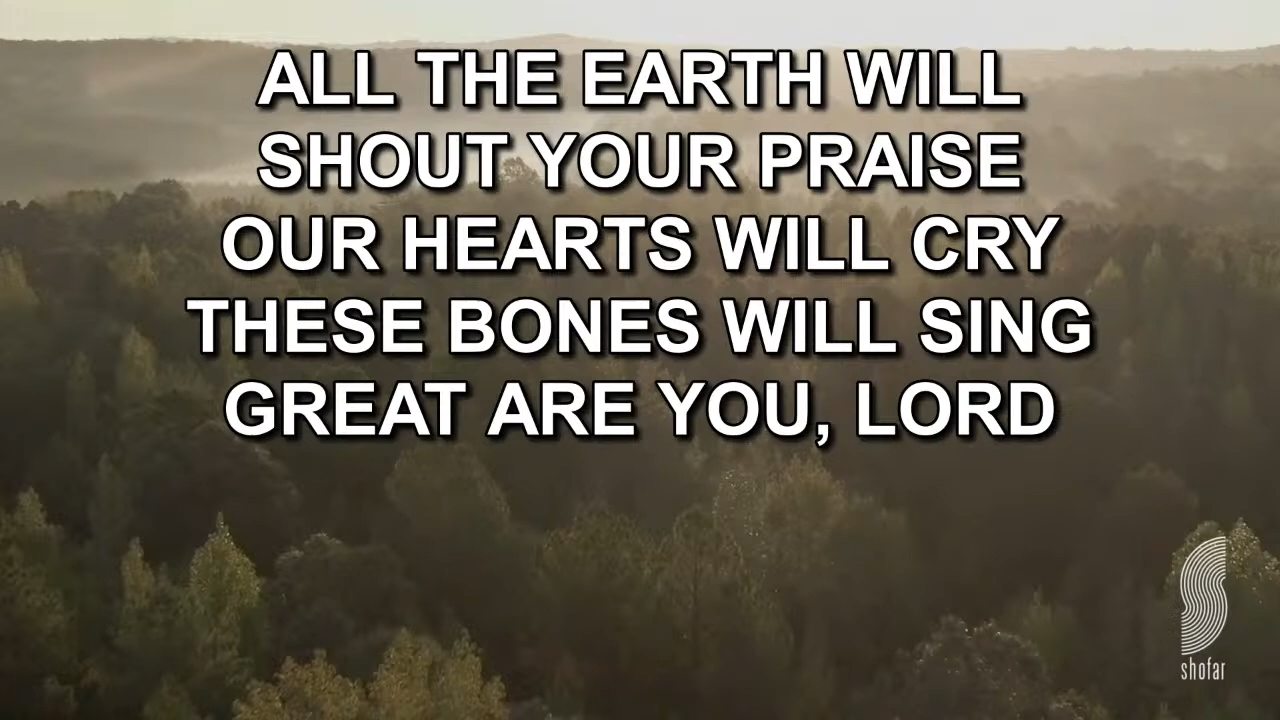 ALL THE EARTH WILL
SHOUT YOUR PRAISE
OUR HEARTS WILL CRY
THESE BONES WILL SING
GREAT ARE YOU, LORD
shofar